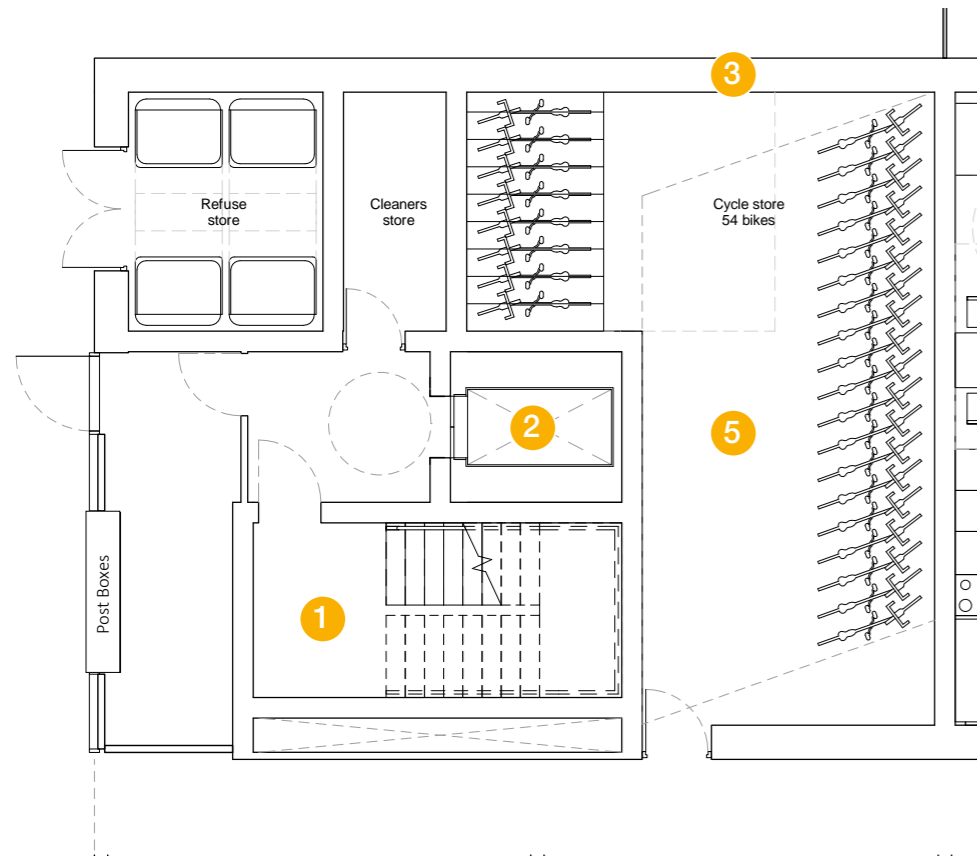 3
Refuse
store
Cleaners
store
Cycle store
54 bikes
2
5
Post Boxes
1